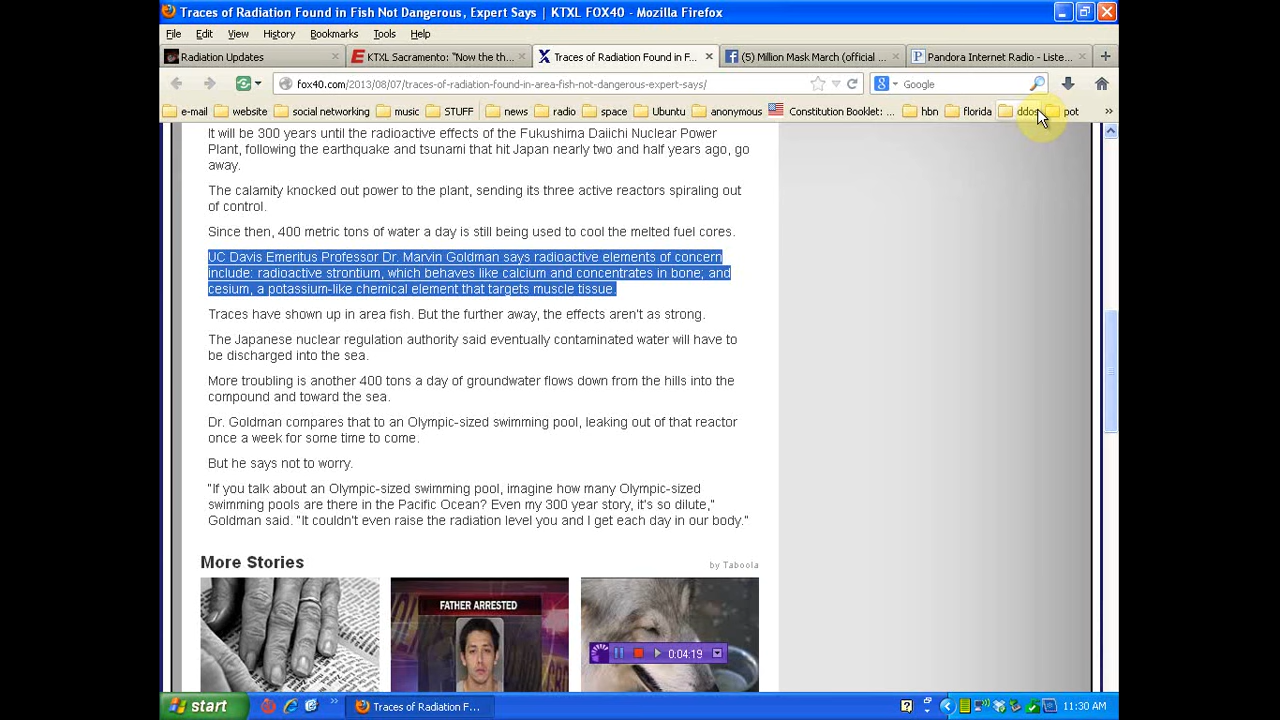 Traces of Radiation Found in Fish Not Dangerous, Expert Says | KTXL FOX40 - Mozilla Firefox
File Edit View History Bookmarks Tools Help
Radiation Updates
KTXL Sacramento: "Now the th...
Traces of Radiation Found in F...
(5) Million Mask March (official ...
Pandora Internet Radio - Liste...
fox40.com/2013/08/07/traces-of-radiation-found-in-area-fish-not-dangerous-expert-says/
Google
e-mail website social networking music STUFF news radio space Ubuntu anonymous Constitution Booklet: ... hbn florida ddos pot
It will be 300 years until the radioactive effects of the Fukushima Daiichi Nuclear Power
Plant, following the earthquake and tsunami that hit Japan nearly two and half years ago, go
away.
The calamity knocked out power to the plant, sending its three active reactors spiraling out
of control.
Since then, 400 metric tons of water a day is still being used to cool the melted fuel cores.
UC Davis Emeritus Professor Dr. Marvin Goldman says radioactive elements of concern
include: radioactive strontium, which behaves like calcium and concentrates in bone; and
cesium, a potassium-like chemical element that targets muscle tissue.
Traces have shown up in area fish. But the further away, the effects aren't as strong.
The Japanese nuclear regulation authority said eventually contaminated water will have to
be discharged into the sea.
More troubling is another 400 tons a day of groundwater flows down from the hills into the
compound and toward the sea.
Dr. Goldman compares that to an Olympic-sized swimming pool, leaking out of that reactor
once a week for some time to come.
But he says not to worry.
"If you talk about an Olympic-sized swimming pool, imagine how many Olympic-sized
swimming pools are there in the Pacific Ocean? Even my 300 year story, it's so dilute,"
Goldman said. "It couldn't even raise the radiation level you and I get each day in our body."
More Stories
by Taboola
FATHER ARRESTED
0:04:19
start
Traces of Radiation F...
11:30 AM